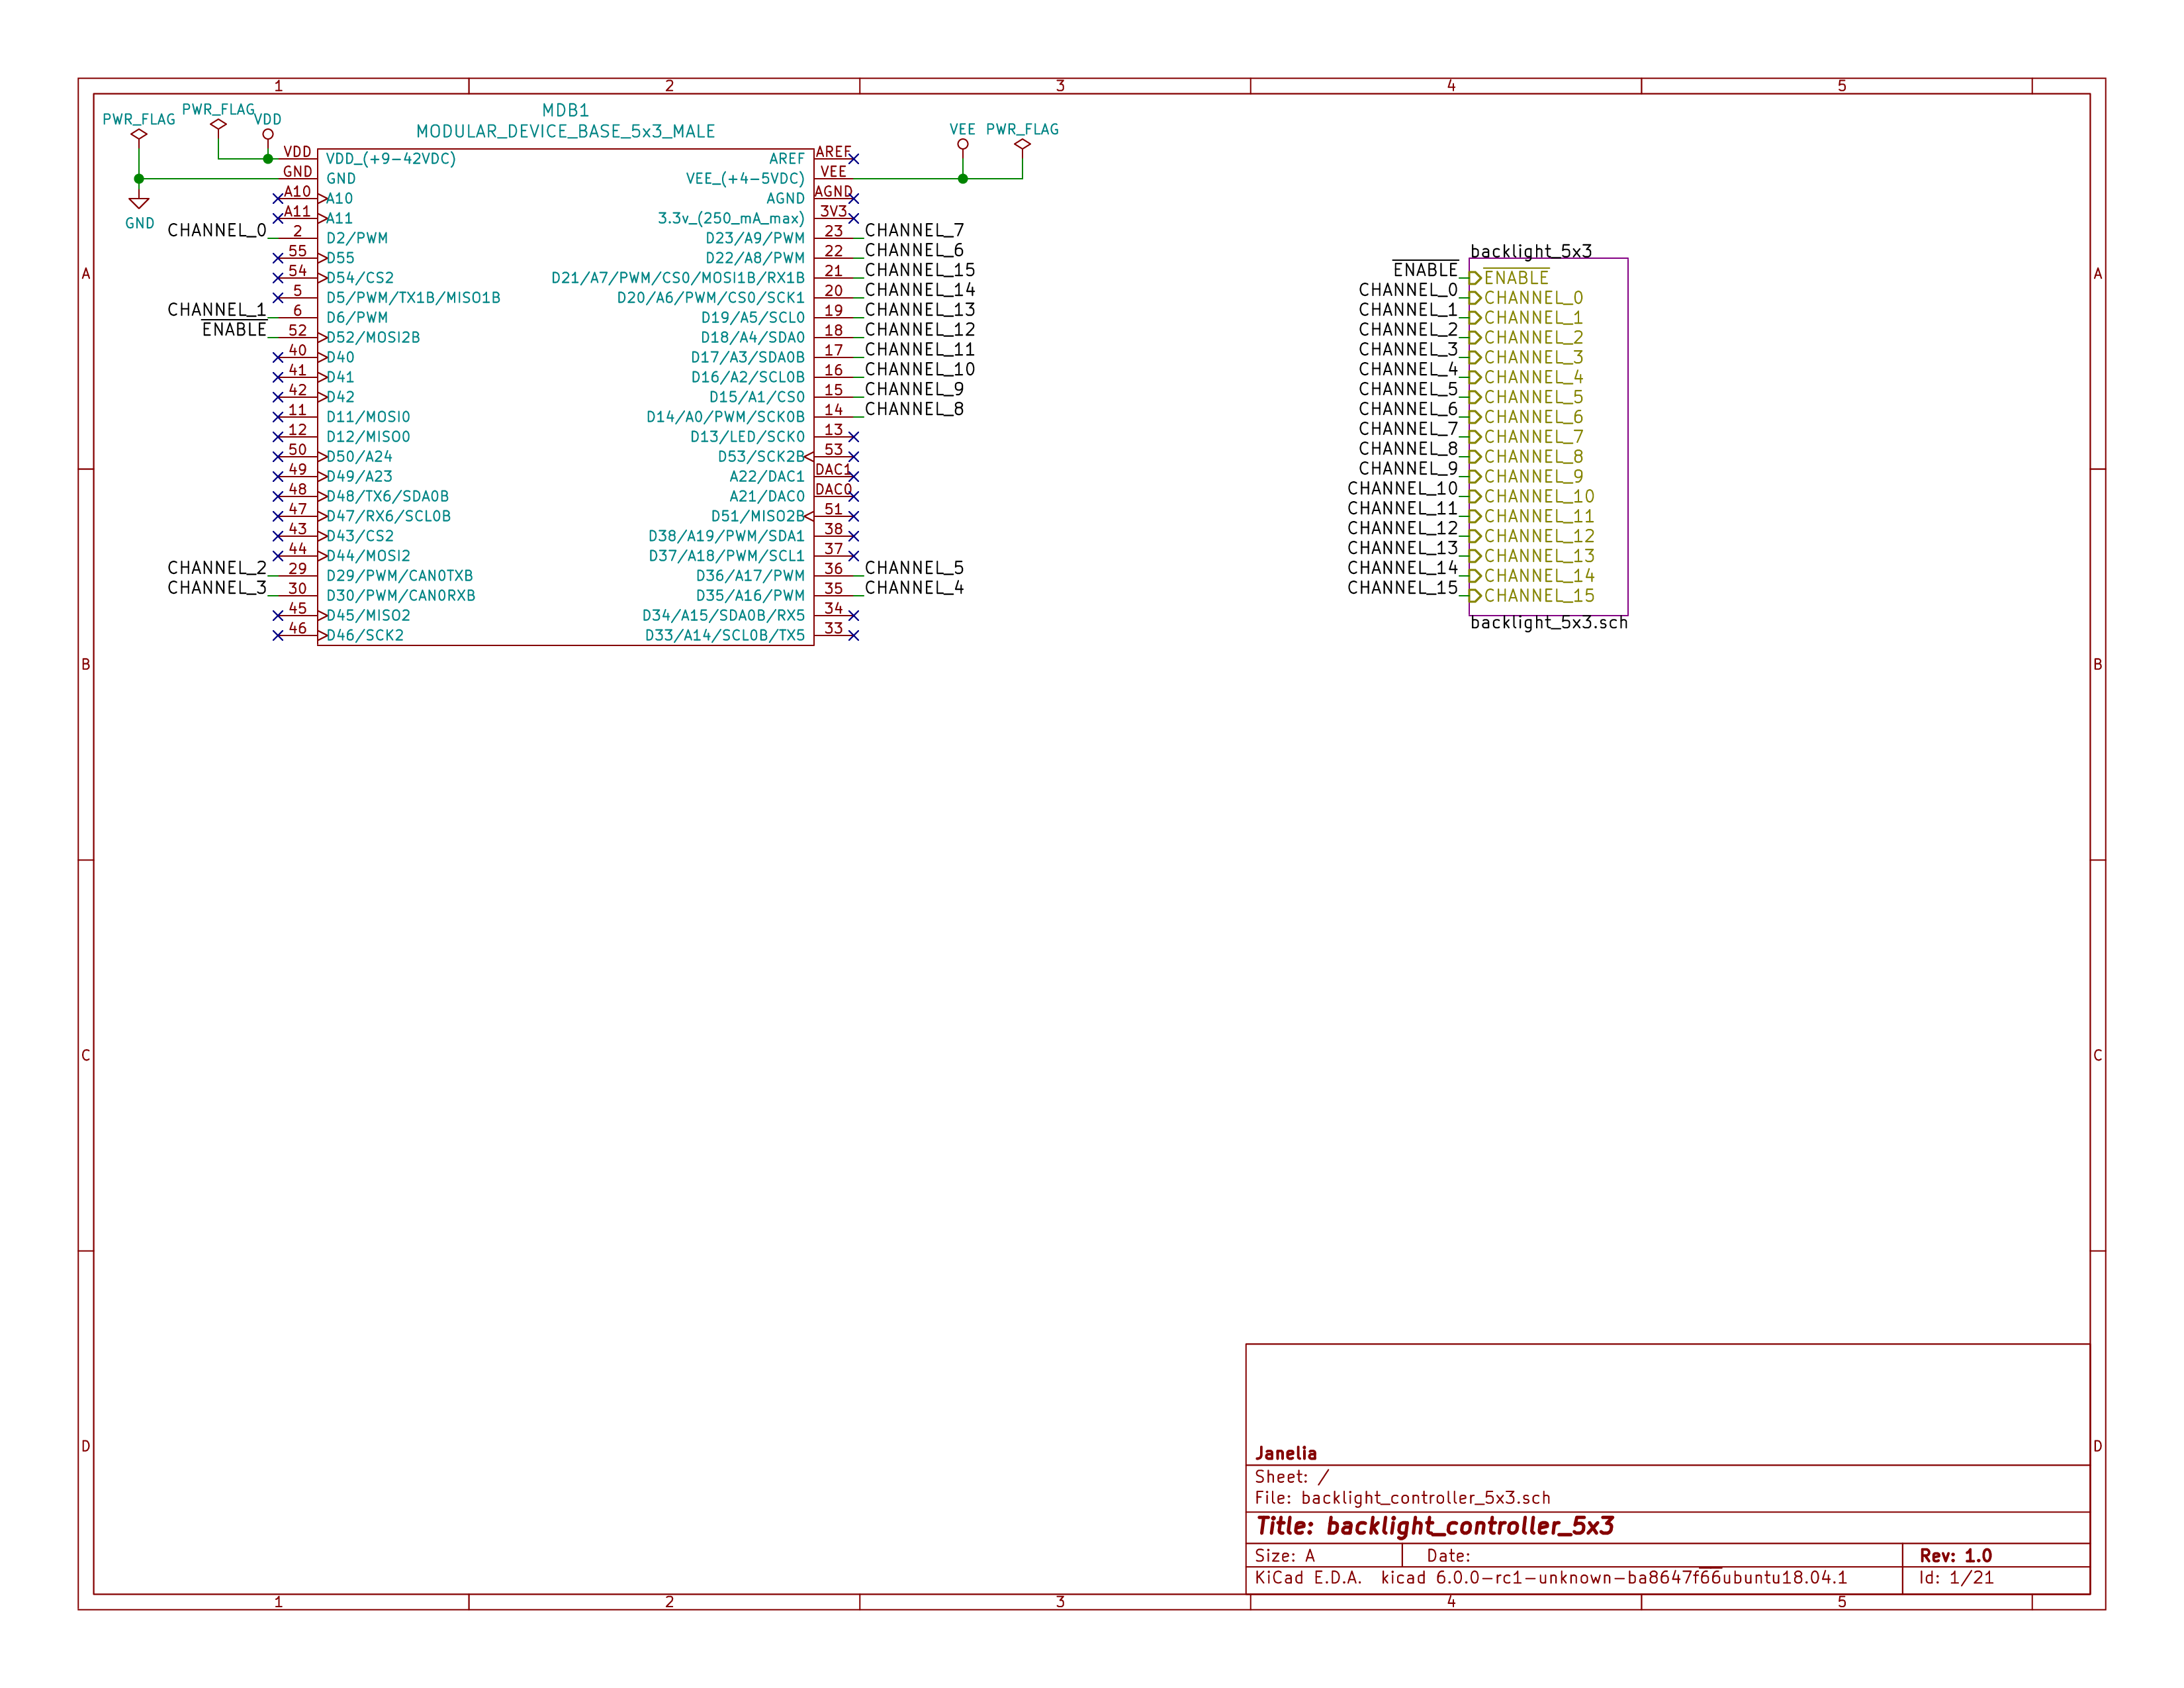 1 2 3 4 5
PWR_FLAG
PWR_FLAG
VDD
MDB1
MODULAR_DEVICE_BASE_5x3_MALE
VEE PWR_FLAG
GND
VDD VDD_(+9-42VDC) AREF AREF
GND GND VEE_(+4-5VDC) VEE
A10 A10 AGND AGND
A11 A11 3.3v_(250_mA_max) 3V3
CHANNEL_0 2 D2/PWM D23/A9/PWM 23 CHANNEL_7
55 D55 D22/A8/PWM 22 CHANNEL_6
54 D54/CS2 D21/A7/PWM/CS0/MOSI1B/RX1B 21 CHANNEL_15
5 D5/PWM/TX1B/MISO1B D20/A6/PWM/CS0/SCK1 20 CHANNEL_14
CHANNEL_1 6 D6/PWM D19/A5/SCL0 19 CHANNEL_13
ENABLE 52 D52/MOSI2B D18/A4/SDA0 18 CHANNEL_12
40 D40 D17/A3/SDA0B 17 CHANNEL_11
41 D41 D16/A2/SCL0B 16 CHANNEL_10
42 D42 D15/A1/CS0 15 CHANNEL_9
11 D11/MOSI0 D14/A0/PWM/SCK0B 14 CHANNEL_8
12 D12/MISO0 D13/LED/SCK0 13
50 D50/A24 D53/SCK2B 53
49 D49/A23 A22/DAC1 DAC1
48 D48/TX6/SDA0B A21/DAC0 DAC0
47 D47/RX6/SCL0B D51/MISO2B 51
43 D43/CS2 D38/A19/PWM/SDA1 38
44 D44/MOSI2 D37/A18/PWM/SCL1 37
CHANNEL_2 29 D29/PWM/CAN0TXB D36/A17/PWM 36 CHANNEL_5
CHANNEL_3 30 D30/PWM/CAN0RXB D35/A16/PWM 35 CHANNEL_4
45 D45/MISO2 D34/A15/SDA0B/RX5 34
46 D46/SCK2 D33/A14/SCL0B/TX5 33
backlight_5x3
ENABLE ENABLE
CHANNEL_0 CHANNEL_0
CHANNEL_1 CHANNEL_1
CHANNEL_2 CHANNEL_2
CHANNEL_3 CHANNEL_3
CHANNEL_4 CHANNEL_4
CHANNEL_5 CHANNEL_5
CHANNEL_6 CHANNEL_6
CHANNEL_7 CHANNEL_7
CHANNEL_8 CHANNEL_8
CHANNEL_9 CHANNEL_9
CHANNEL_10 CHANNEL_10
CHANNEL_11 CHANNEL_11
CHANNEL_12 CHANNEL_12
CHANNEL_13 CHANNEL_13
CHANNEL_14 CHANNEL_14
CHANNEL_15 CHANNEL_15
backlight_5x3.sch
A A
B B
C C
D D
Janelia
Sheet: /
File: backlight_controller_5x3.sch
Title: backlight_controller_5x3
Size: A Date: Rev: 1.0
KiCad E.D.A. kicad 6.0.0-rc1-unknown-ba8647f66ubuntu18.04.1 Id: 1/21
1 2 3 4 5